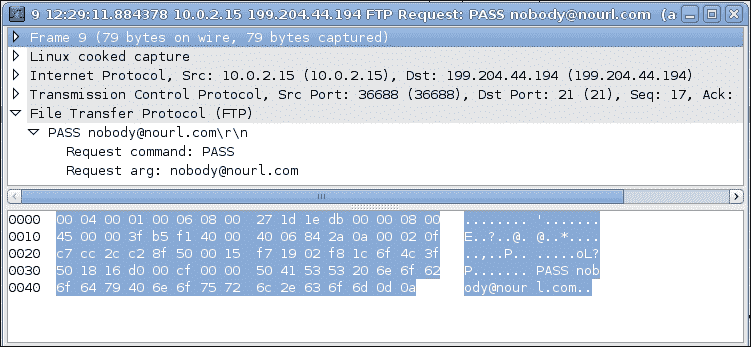 9 12:29:11.884378 10.0.2.15 199.204.44.194 FTP Request: PASS nobody@nourl.com (a
Frame 9 (79 bytes on wire, 79 bytes captured)
Linux cooked capture
Internet Protocol, Src: 10.0.2.15 (10.0.2.15), Dst: 199.204.44.194 (199.204.44.194)
Transmission Control Protocol, Src Port: 36688 (36688), Dst Port: 21 (21), Seq: 17, Ack:
File Transfer Protocol (FTP)
PASS nobody@nourl.com\r\n
Request command: PASS
Request arg: nobody@nourl.com
0000 00 04 00 01 00 06 08 00 27 1d 1e db 00 00 08 00 ........ '.......
0010 45 00 00 3f b5 f1 40 00 40 06 84 2a 0a 00 02 0f E..?..@. @..*....
0020 c7 cc 2c c2 8f 50 00 15 f7 19 02 f8 1c 6f 4c 3f ..,..P.. .....oL?
0030 50 18 16 d0 00 cf 00 00 50 41 53 53 20 6e 6f 62 P....... PASS nob
0040 6f 64 79 40 6e 6f 75 72 6c 2e 63 6f 6d 0d 0a ody@nour l.com..